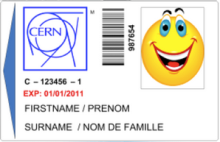 CERN
M
987654
C – 123456 – 1
EXP: 01/01/2011
FIRSTNAME / PRENOM
SURNAME / NOM DE FAMILLE